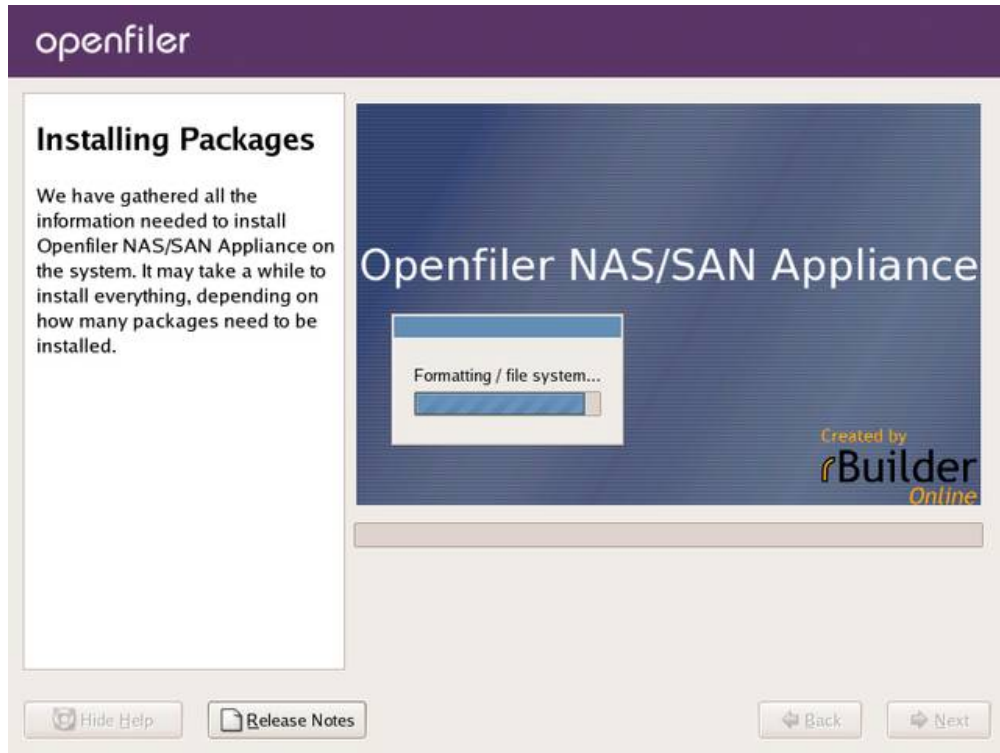 openfiler
Installing Packages
We have gathered all the
information needed to install
Openfiler NAS/SAN Appliance on
the system. It may take a while to
install everything, depending on
how many packages need to be
installed.
Openfiler NAS/SAN Appliance
Formatting / file system...
Created by
rBuilder
Online
Hide Help
Release Notes
Back
Next